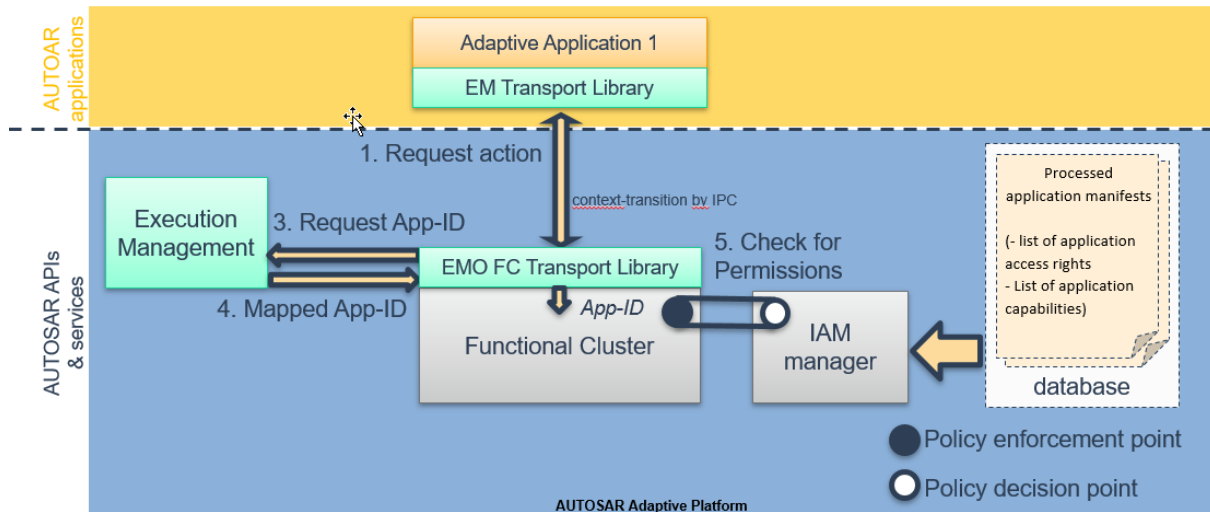 AUTOAR
applications
Adaptive Application 1
EM Transport Library
1. Request action
context-transition by IPC
AUTOSAR APIs
& services
Execution
Management
3. Request App-ID
4. Mapped App-ID
EMO FC Transport Library
App-ID
Functional Cluster
5. Check for
Permissions
IAM
manager
Processed
application manifests
(- list of application
access rights
- List of application
capabilities)
database
Policy enforcement point
Policy decision point
AUTOSAR Adaptive Platform